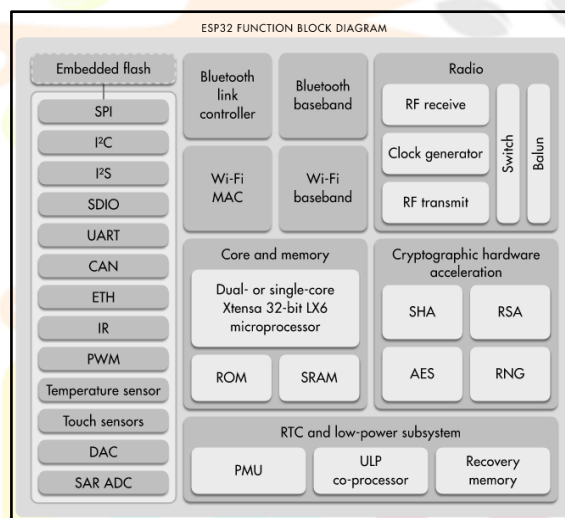 ESP32 FUNCTION BLOCK DIAGRAM
Embedded flash
SPI
I²C
I²S
SDIO
UART
CAN
ETH
IR
PWM
Temperature sensor
Touch sensors
DAC
SAR ADC
Bluetooth
link
controller
Bluetooth
baseband
Wi-Fi
MAC
Wi-Fi
baseband
Radio
RF receive
Clock generator
RF transmit
Switch
Balun
Core and memory
Dual- or single-core
Xtensa 32-bit LX6
microprocessor
ROM
SRAM
Cryptographic hardware
acceleration
SHA
RSA
AES
RNG
RTC and low-power subsystem
PMU
ULP
co-processor
Recovery
memory